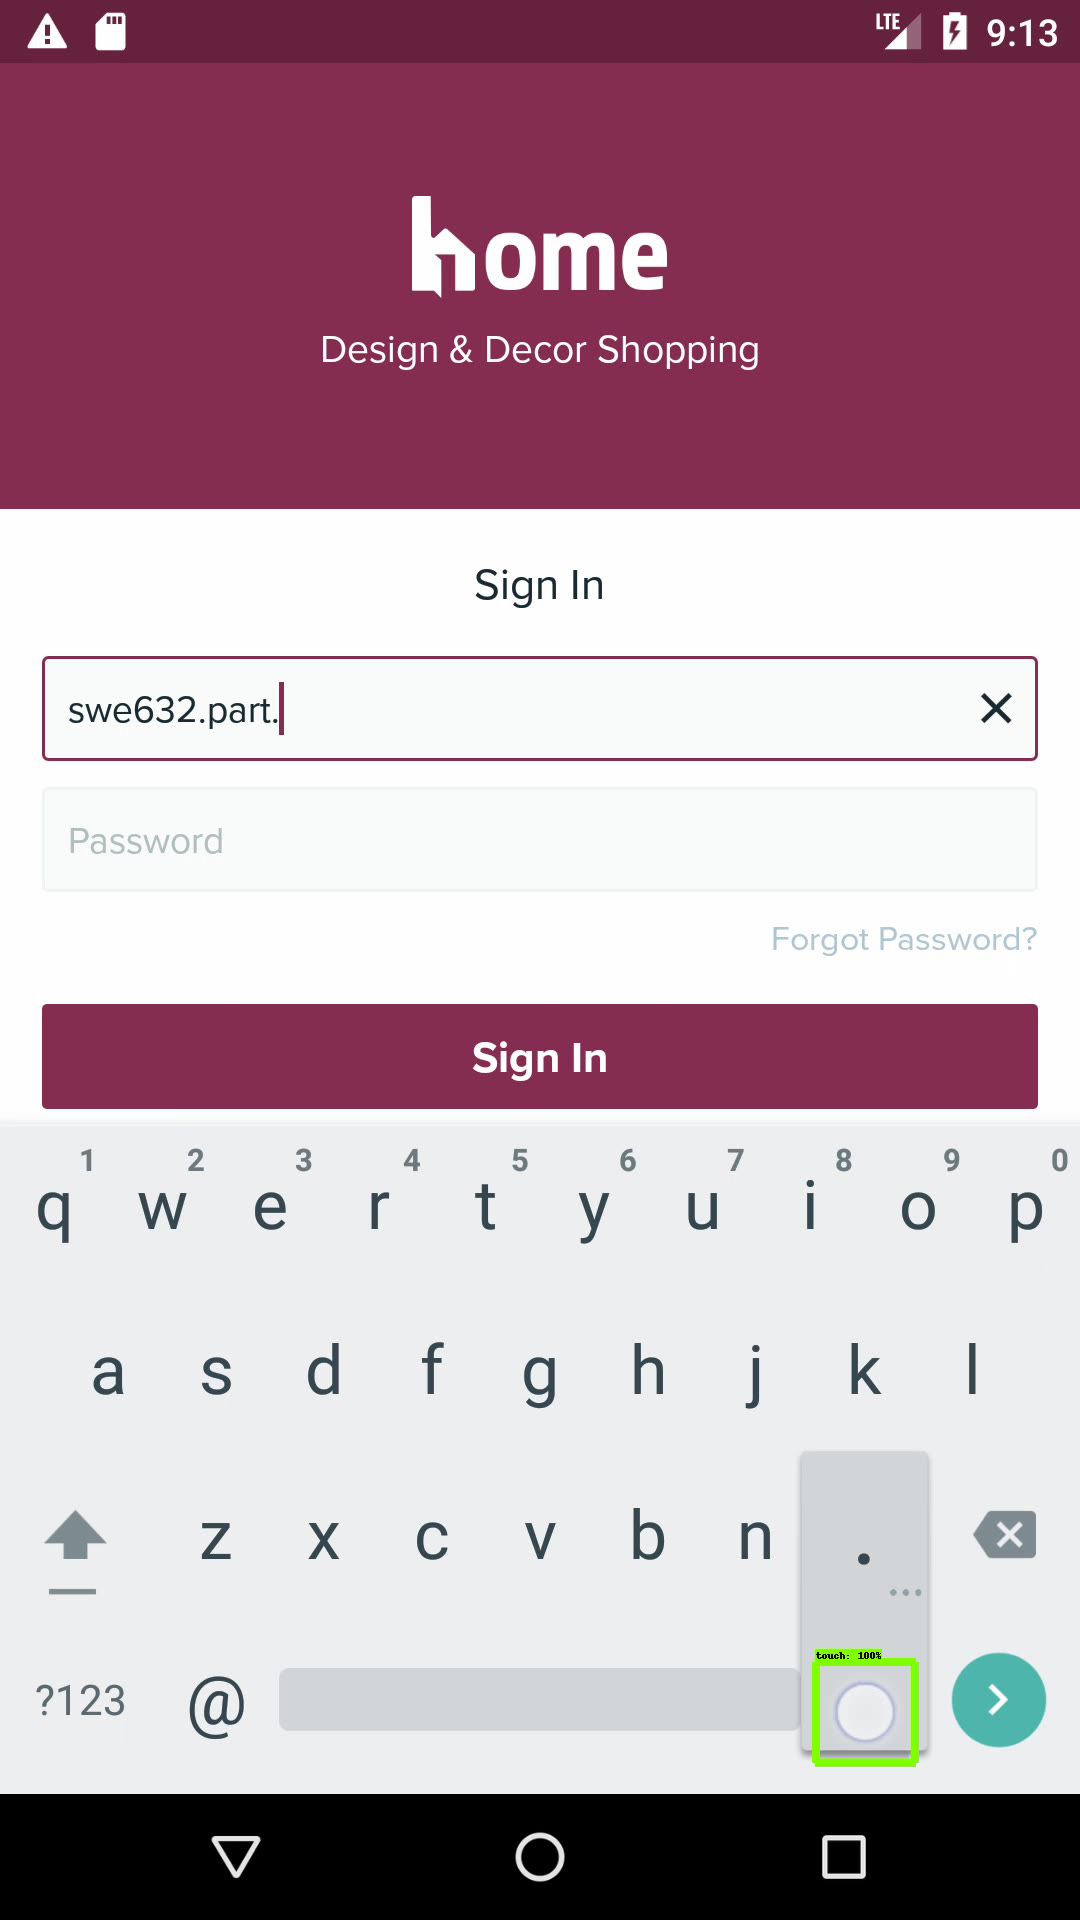 LTE 9:13
home
Design & Decor Shopping
Sign In
swe632.part.
Password
Forgot Password?
Sign In
1 2 3 4 5 6 7 8 9 0
q w e r t y u i o p
a s d f g h j k l
z x c v b n .
...
touch: 100%
?123 @